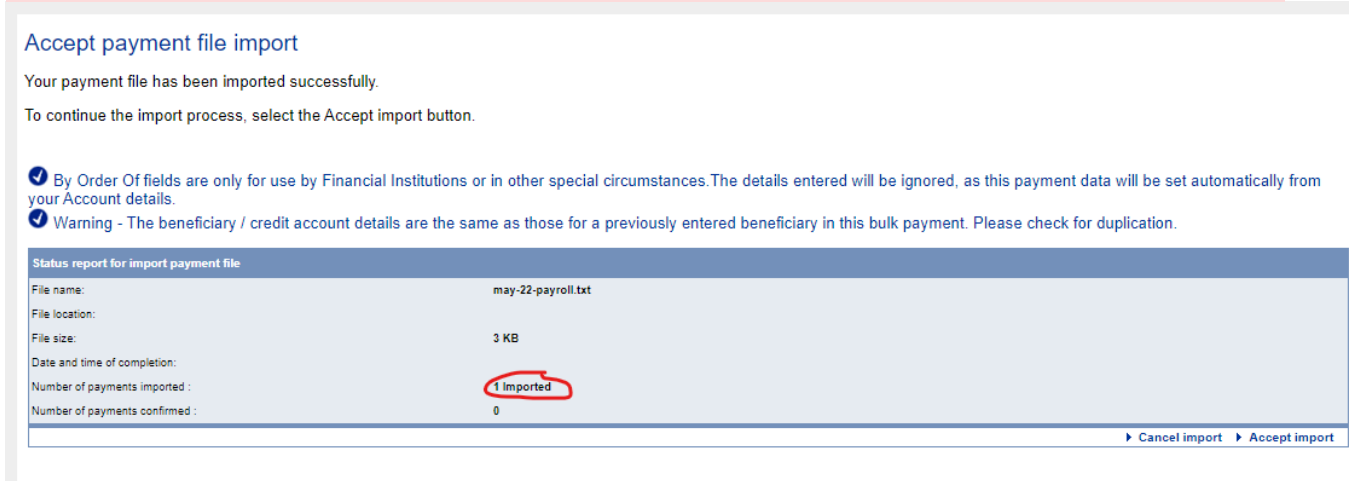 Accept payment file import
Your payment file has been imported successfully.
To continue the import process, select the Accept import button.
By Order Of fields are only for use by Financial Institutions or in other special circumstances.The details entered will be ignored, as this payment data will be set automatically from
your Account details.
Warning - The beneficiary / credit account details are the same as those for a previously entered beneficiary in this bulk payment. Please check for duplication.
Status report for import payment file
File name: may-22-payroll.txt
File location:
File size: 3 KB
Date and time of completion:
Number of payments imported : 1 Imported
Number of payments confirmed : 0
Cancel import Accept import